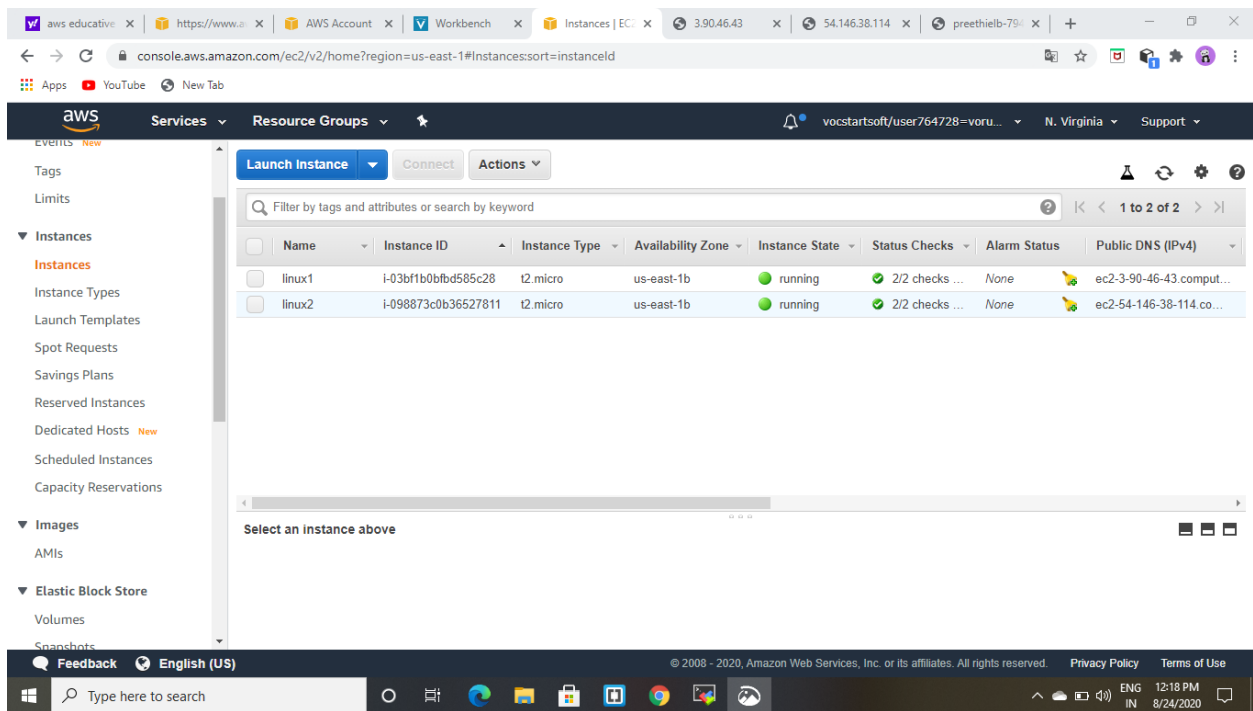 aws educative
https://www.a
AWS Account
Workbench
Instances | EC
3.90.46.43
54.146.38.114
preethielb-794
console.aws.amazon.com/ec2/v2/home?region=us-east-1#Instances:sort=instanceId
Apps YouTube New Tab
aws Services Resource Groups vocstartsoft/user764728=voru... N. Virginia Support
Events New
Tags
Limits
Instances
Instances
Instance Types
Launch Templates
Spot Requests
Savings Plans
Reserved Instances
Dedicated Hosts New
Scheduled Instances
Capacity Reservations
Images
AMIs
Elastic Block Store
Volumes
Snapshots
Launch Instance Connect Actions
Filter by tags and attributes or search by keyword 1 to 2 of 2
Name Instance ID Instance Type Availability Zone Instance State Status Checks Alarm Status Public DNS (IPv4)
linux1 i-03bf1b0bfbd585c28 t2.micro us-east-1b running 2/2 checks ... None ec2-3-90-46-43.comput...
linux2 i-098873c0b36527811 t2.micro us-east-1b running 2/2 checks ... None ec2-54-146-38-114.co...
Select an instance above
Feedback English (US) © 2008 - 2020, Amazon Web Services, Inc. or its affiliates. All rights reserved. Privacy Policy Terms of Use
Type here to search
ENG
IN
12:18 PM
8/24/2020